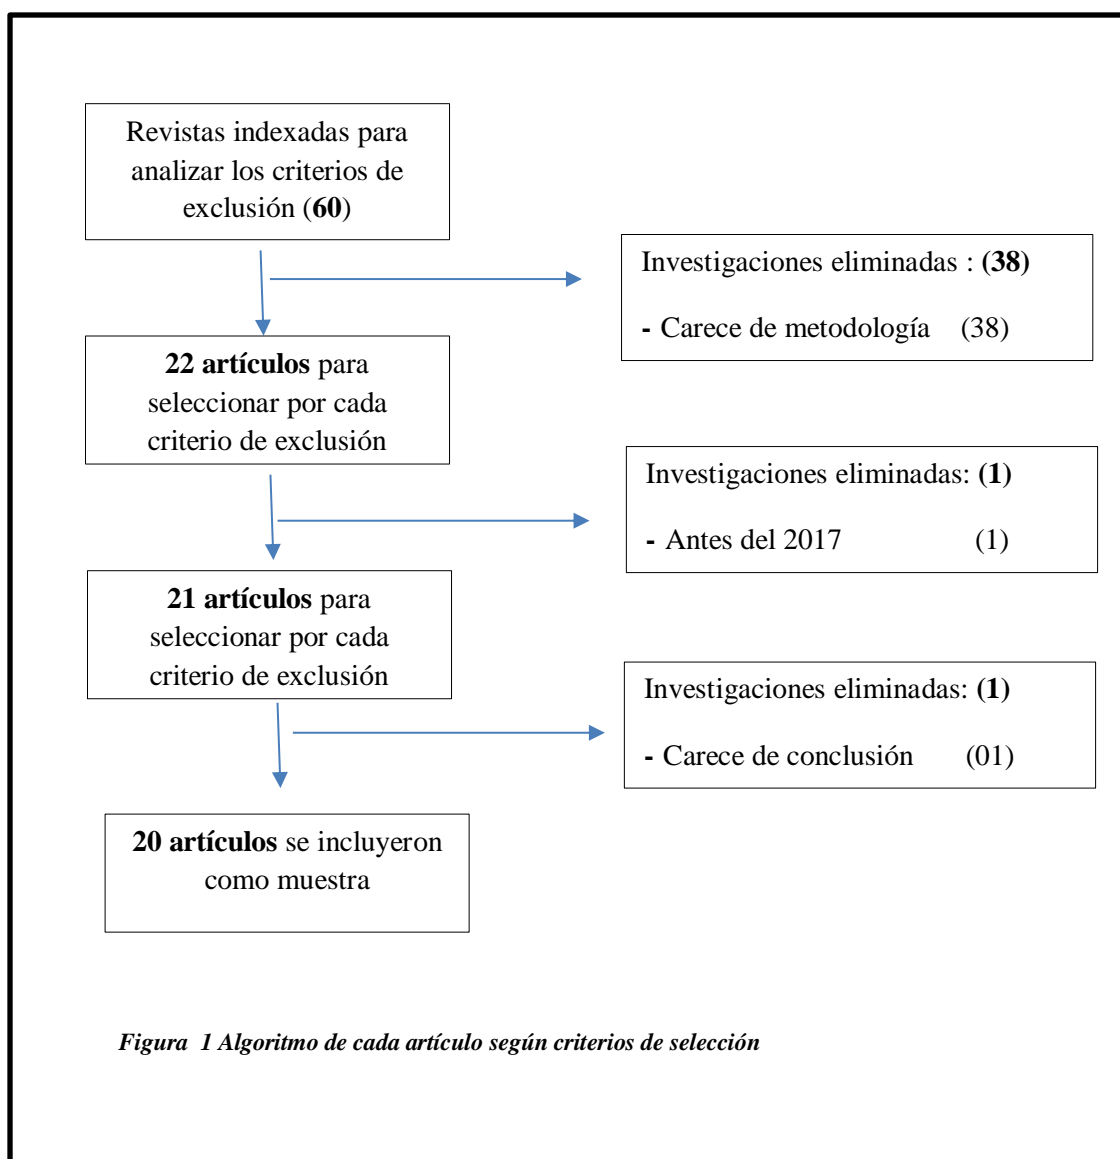 Revistas indexadas para
analizar los criterios de
exclusión (60)
Investigaciones eliminadas : (38)
- Carece de metodología (38)
22 artículos para
seleccionar por cada
criterio de exclusión
Investigaciones eliminadas: (1)
- Antes del 2017 (1)
21 artículos para
seleccionar por cada
criterio de exclusión
Investigaciones eliminadas: (1)
- Carece de conclusión (01)
20 artículos se incluyeron
como muestra
Figura 1 Algoritmo de cada artículo según criterios de selección